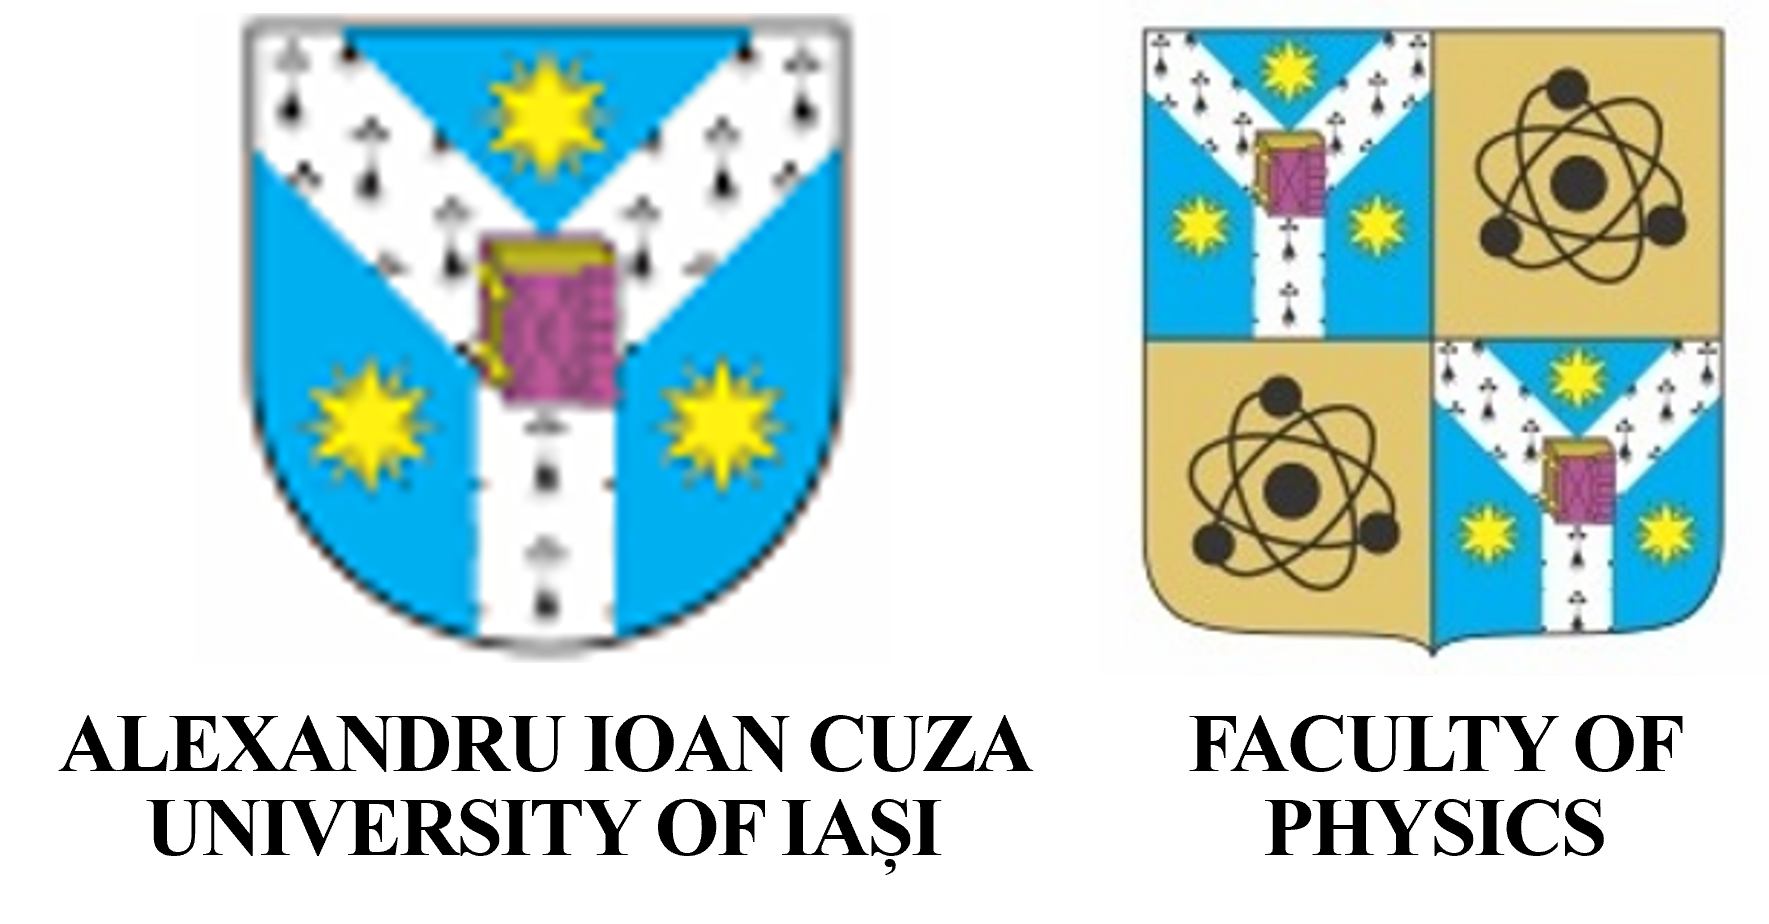 ALEXANDRU IOAN CUZA
UNIVERSITY OF IAȘI
FACULTY OF
PHYSICS